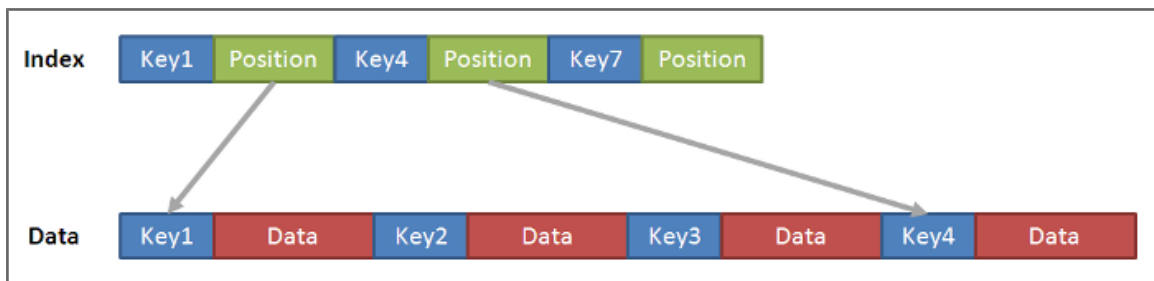 Index Key1 Position Key4 Position Key7 Position
Data Key1 Data Key2 Data Key3 Data Key4 Data